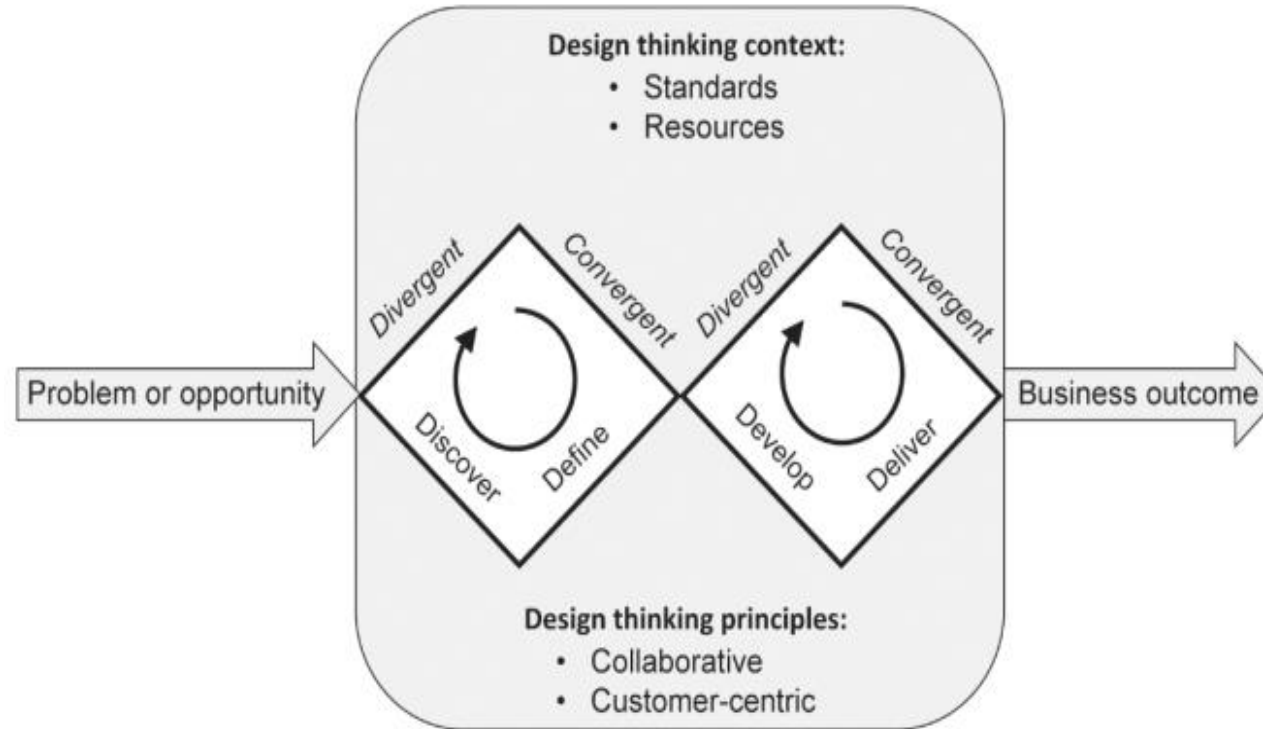 Design thinking context:
• Standards
• Resources
Divergent
Convergent
Divergent
Convergent
Problem or opportunity
Business outcome
Discover
Define
Develop
Deliver
Design thinking principles:
• Collaborative
• Customer-centric